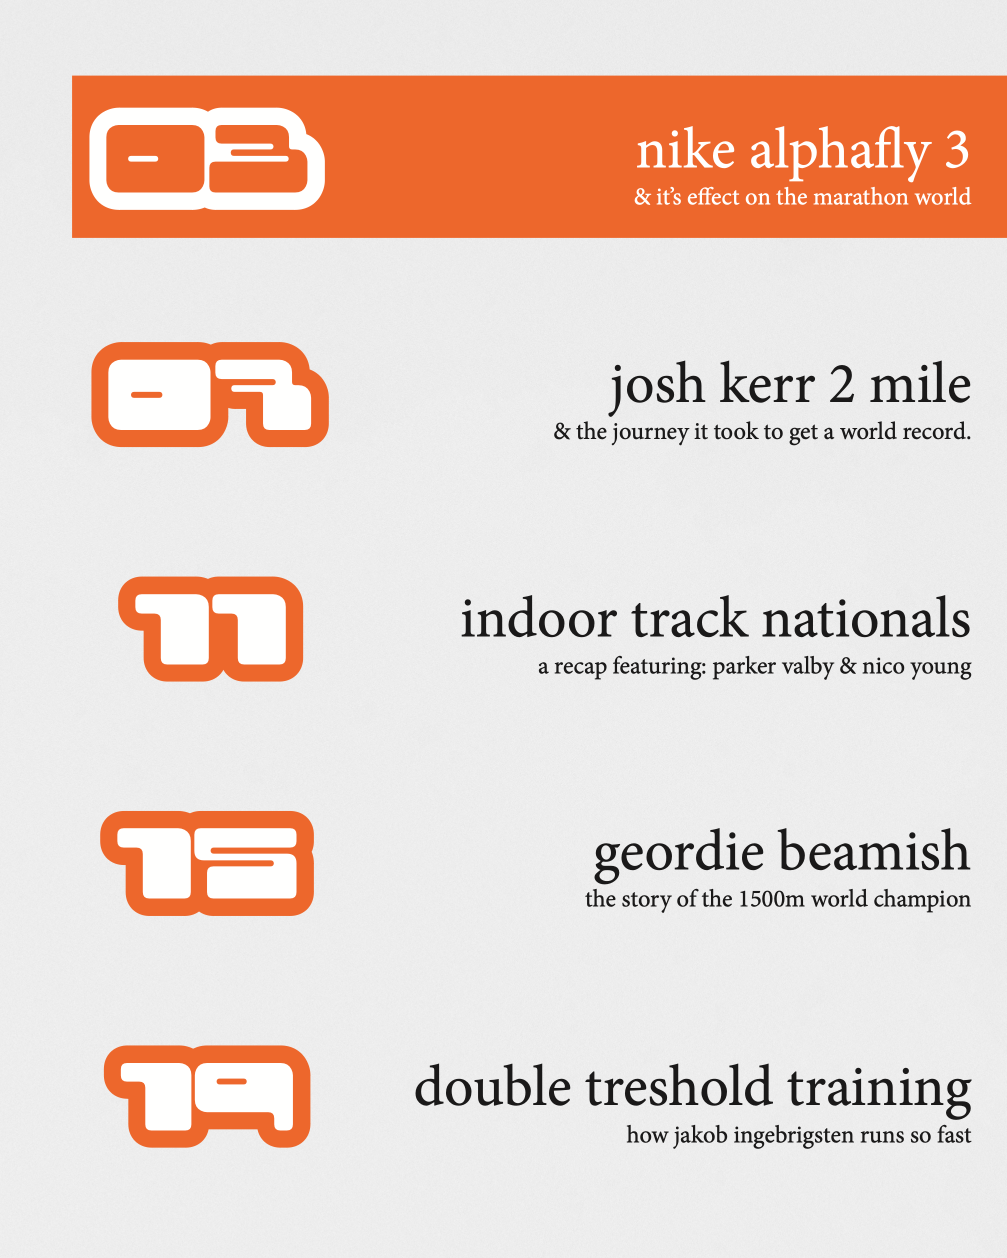 03
nike alphafly 3
& it's effect on the marathon world
07
josh kerr 2 mile
& the journey it took to get a world record.
11
indoor track nationals
a recap featuring: parker valby & nico young
15
geordie beamish
the story of the 1500m world champion
19
double treshold training
how jakob ingebrigsten runs so fast